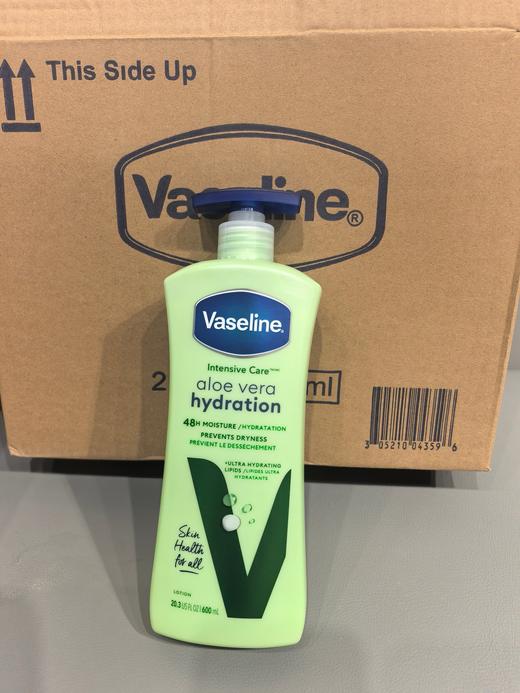 This Side Up
Vaseline®
Vaseline®
Intensive Care™/MC
aloe vera
hydration
48H MOISTURE / HYDRATATION
PREVENTS DRYNESS
PRÉVIENT LE DESSÈCHEMENT
+ULTRA HYDRATING
LIPIDS / LIPIDES ULTRA
HYDRATANTS
Skin
Health
for all
LOTION
20.3 US FL OZ | 600 mL
2
ml
3 05210 04359 6